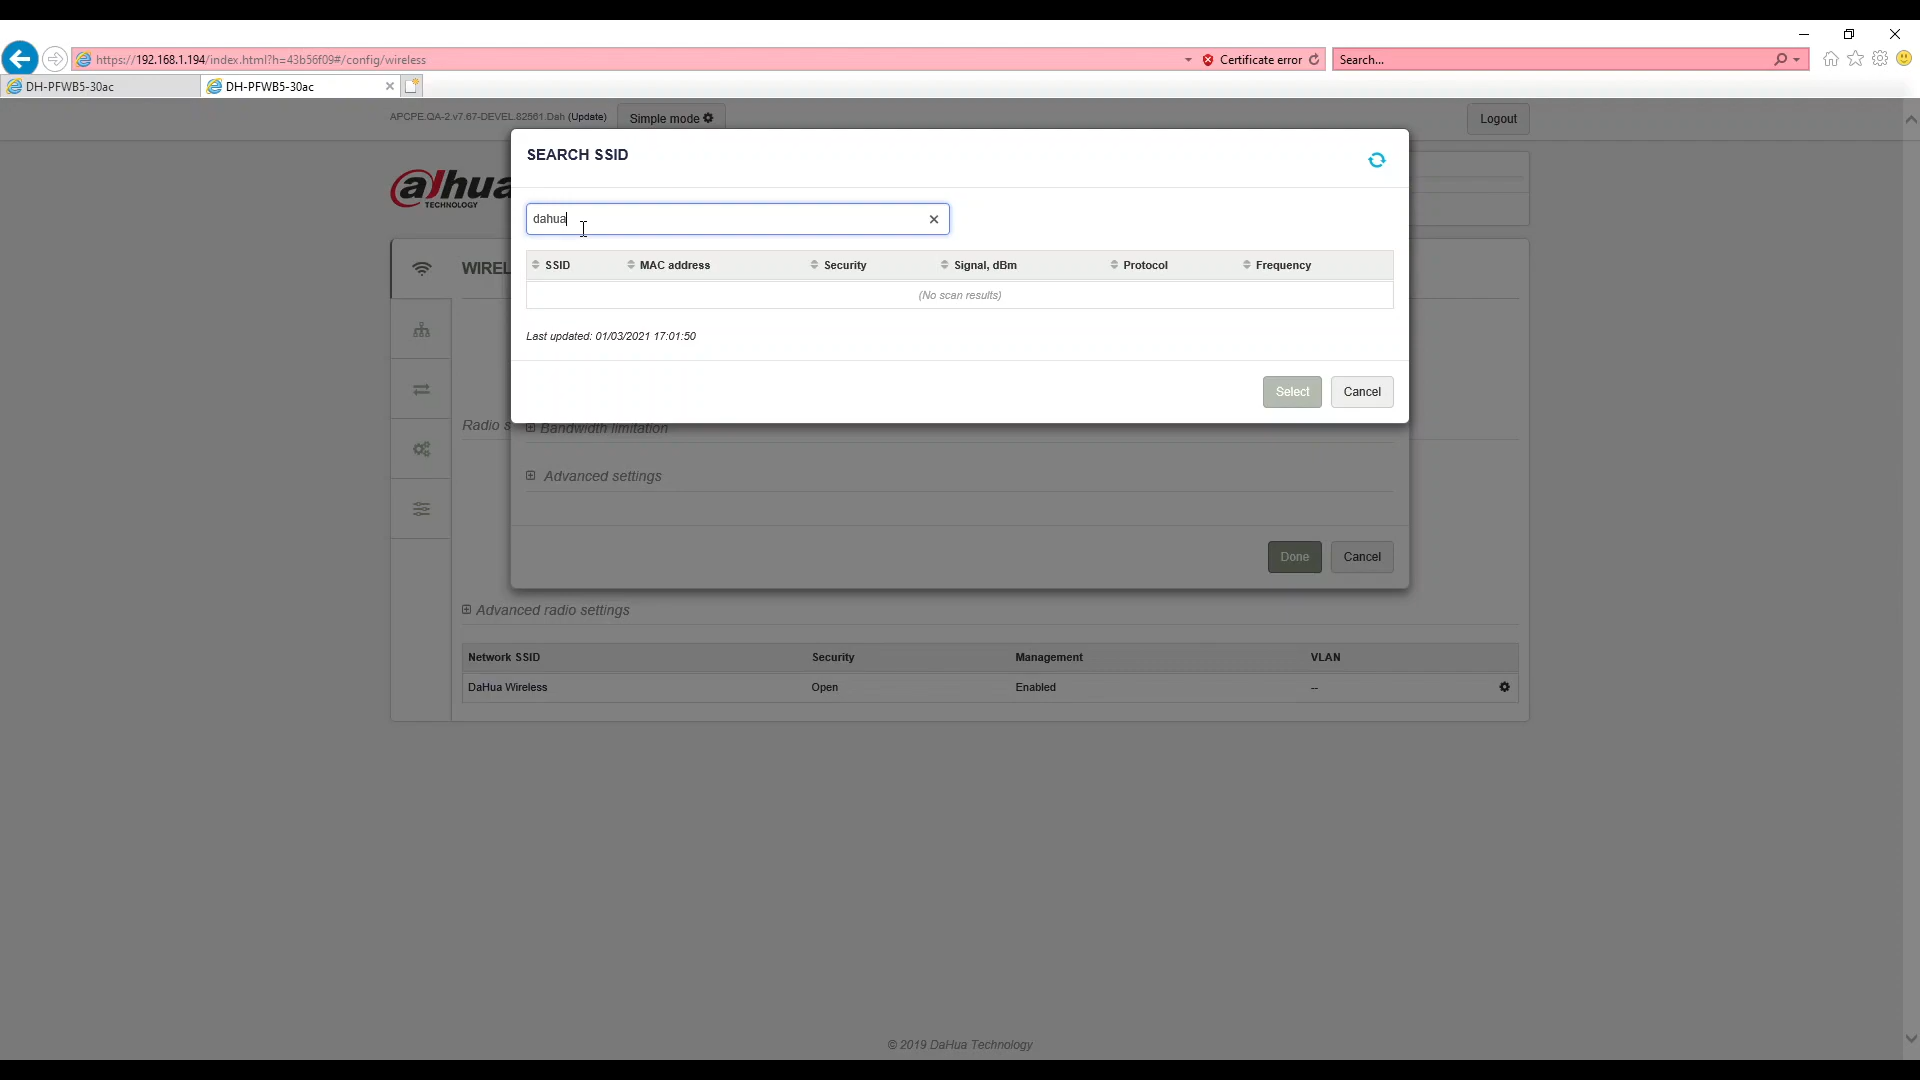 https://192.168.1.194/index.html?h=43b56f09#/config/wireless
Certificate error
Search...
DH-PFWB5-30ac
DH-PFWB5-30ac
APCPE.QA-2.v7.67-DEVEL.82561.Dah (Update)
Simple mode
Logout
SEARCH SSID
alhua
TECHNOLOGY
dahua
WIREL
SSID MAC address Security Signal, dBm Protocol Frequency
(No scan results)
Last updated: 01/03/2021 17:01:50
Select Cancel
Radio s
Bandwidth limitation
Advanced settings
Done Cancel
Advanced radio settings
Network SSID Security Management VLAN
DaHua Wireless Open Enabled --
© 2019 DaHua Technology